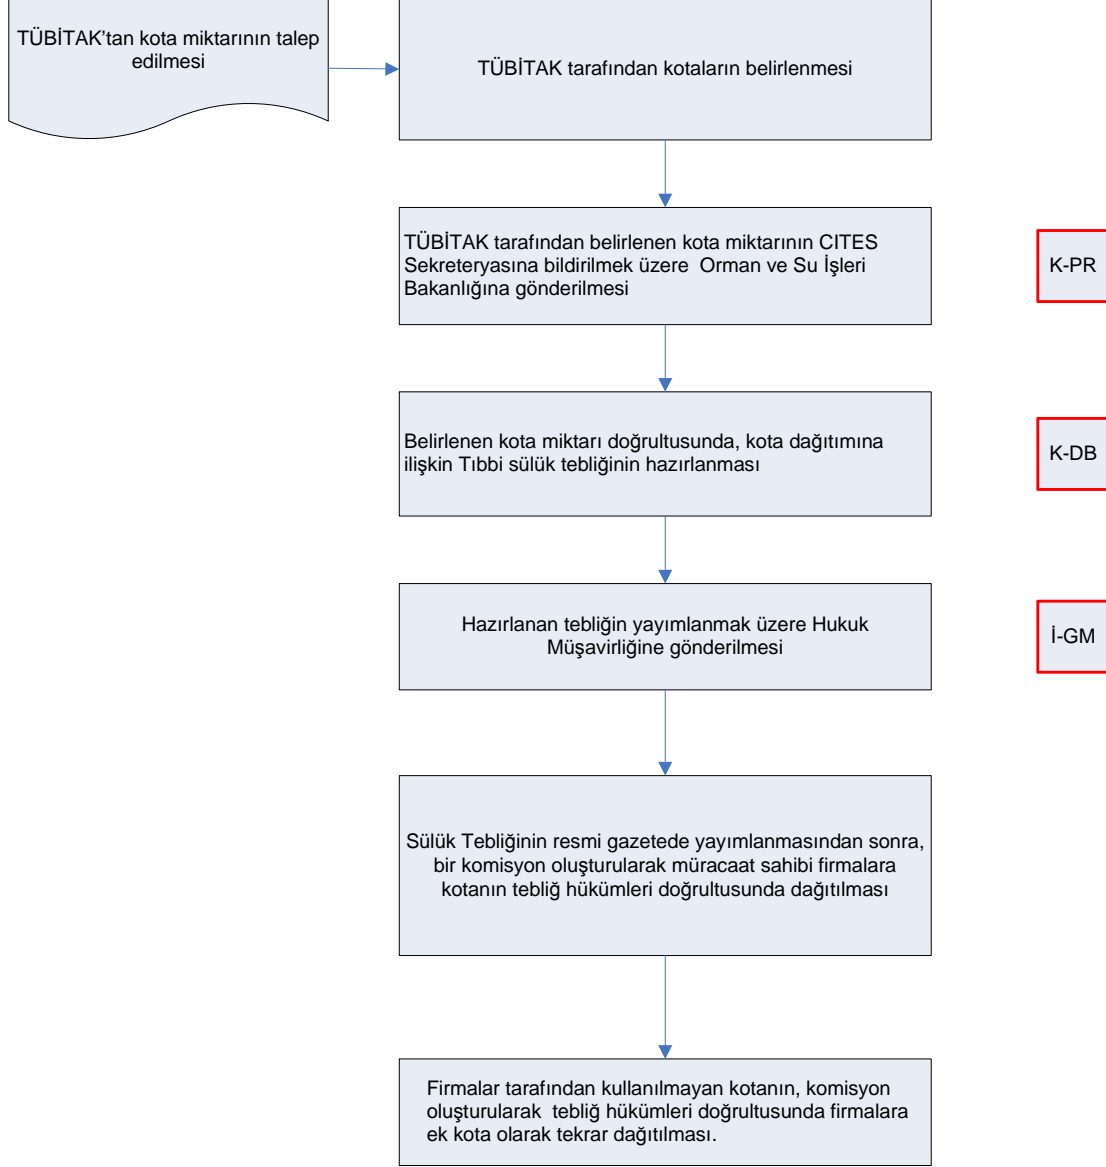 TÜBİTAK’tan kota miktarının talep
edilmesi
TÜBİTAK tarafından kotaların belirlenmesi
TÜBİTAK tarafından belirlenen kota miktarının CITES
Sekreteryasına bildirilmek üzere  Orman ve Su İşleri
Bakanlığına gönderilmesi
K-PR
Belirlenen kota miktarı doğrultusunda, kota dağıtımına
ilişkin Tıbbi sülük tebliğinin hazırlanması
K-DB
Hazırlanan tebliğin yayımlanmak üzere Hukuk
Müşavirliğine gönderilmesi
İ-GM
Sülük Tebliğinin resmi gazetede yayımlanmasından sonra,
bir komisyon oluşturularak müracaat sahibi firmalara
kotanın tebliğ hükümleri doğrultusunda dağıtılması
Firmalar tarafından kullanılmayan kotanın, komisyon
oluşturularak  tebliğ hükümleri doğrultusunda firmalara
ek kota olarak tekrar dağıtılması.